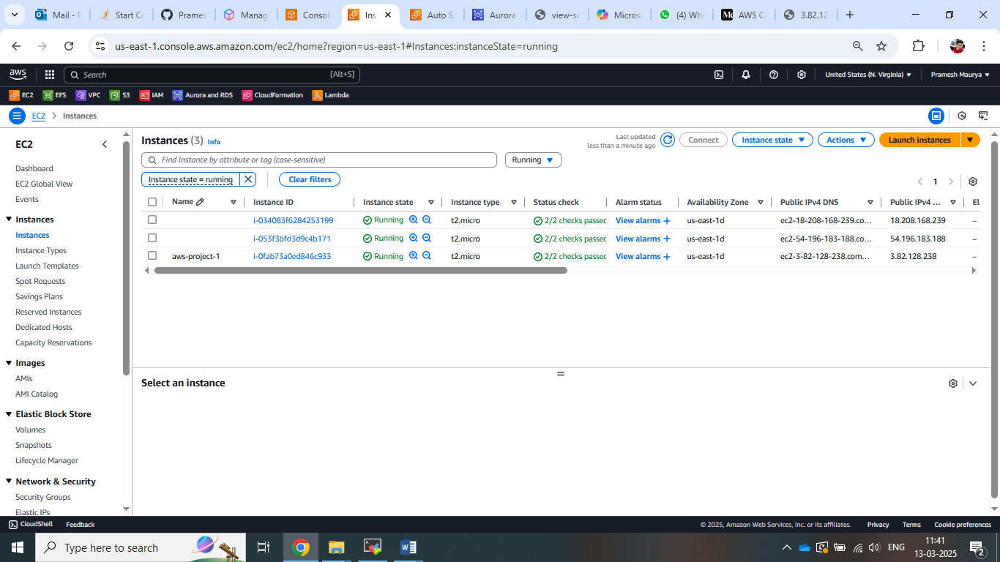 Mail - P
Start Co
Prames
Manag
Consol
Ins
Auto Sc
Aurora
view-sc
Micros
(4) Wha
AWS Ce
3.82.12
us-east-1.console.aws.amazon.com/ec2/home?region=us-east-1#Instances:instanceState=running
aws
Search
[Alt+S]
United States (N. Virginia)
Pramesh Maurya
EC2
EFS
VPC
S3
IAM
Aurora and RDS
CloudFormation
Lambda
EC2 > Instances
EC2
Dashboard
EC2 Global View
Events
Instances
Instances
Instance Types
Launch Templates
Spot Requests
Savings Plans
Reserved Instances
Dedicated Hosts
Capacity Reservations
Images
AMIs
AMI Catalog
Elastic Block Store
Volumes
Snapshots
Lifecycle Manager
Network & Security
Security Groups
Elastic IPs
Instances (3) Info
Last updated
less than a minute ago
Connect
Instance state
Actions
Launch instances
Find Instance by attribute or tag (case-sensitive)
Running
Instance state = running
Clear filters
1
Name Instance ID Instance state Instance type Status check Alarm status Availability Zone Public IPv4 DNS Public IPv4 ... Ela
i-034083f6284253199 Running t2.micro 2/2 checks passed View alarms + us-east-1d ec2-18-208-168-239.co... 18.208.168.239 –
i-053f3bfd3d9c4b171 Running t2.micro 2/2 checks passed View alarms + us-east-1d ec2-54-196-183-188.co... 54.196.183.188 –
aws-project-1 i-0fab73a0ed846c933 Running t2.micro 2/2 checks passed View alarms + us-east-1d ec2-3-82-128-238.com... 3.82.128.238 –
Select an instance
CloudShell
Feedback
© 2025, Amazon Web Services, Inc. or its affiliates.
Privacy
Terms
Cookie preferences
Type here to search
ENG
11:41
13-03-2025
2